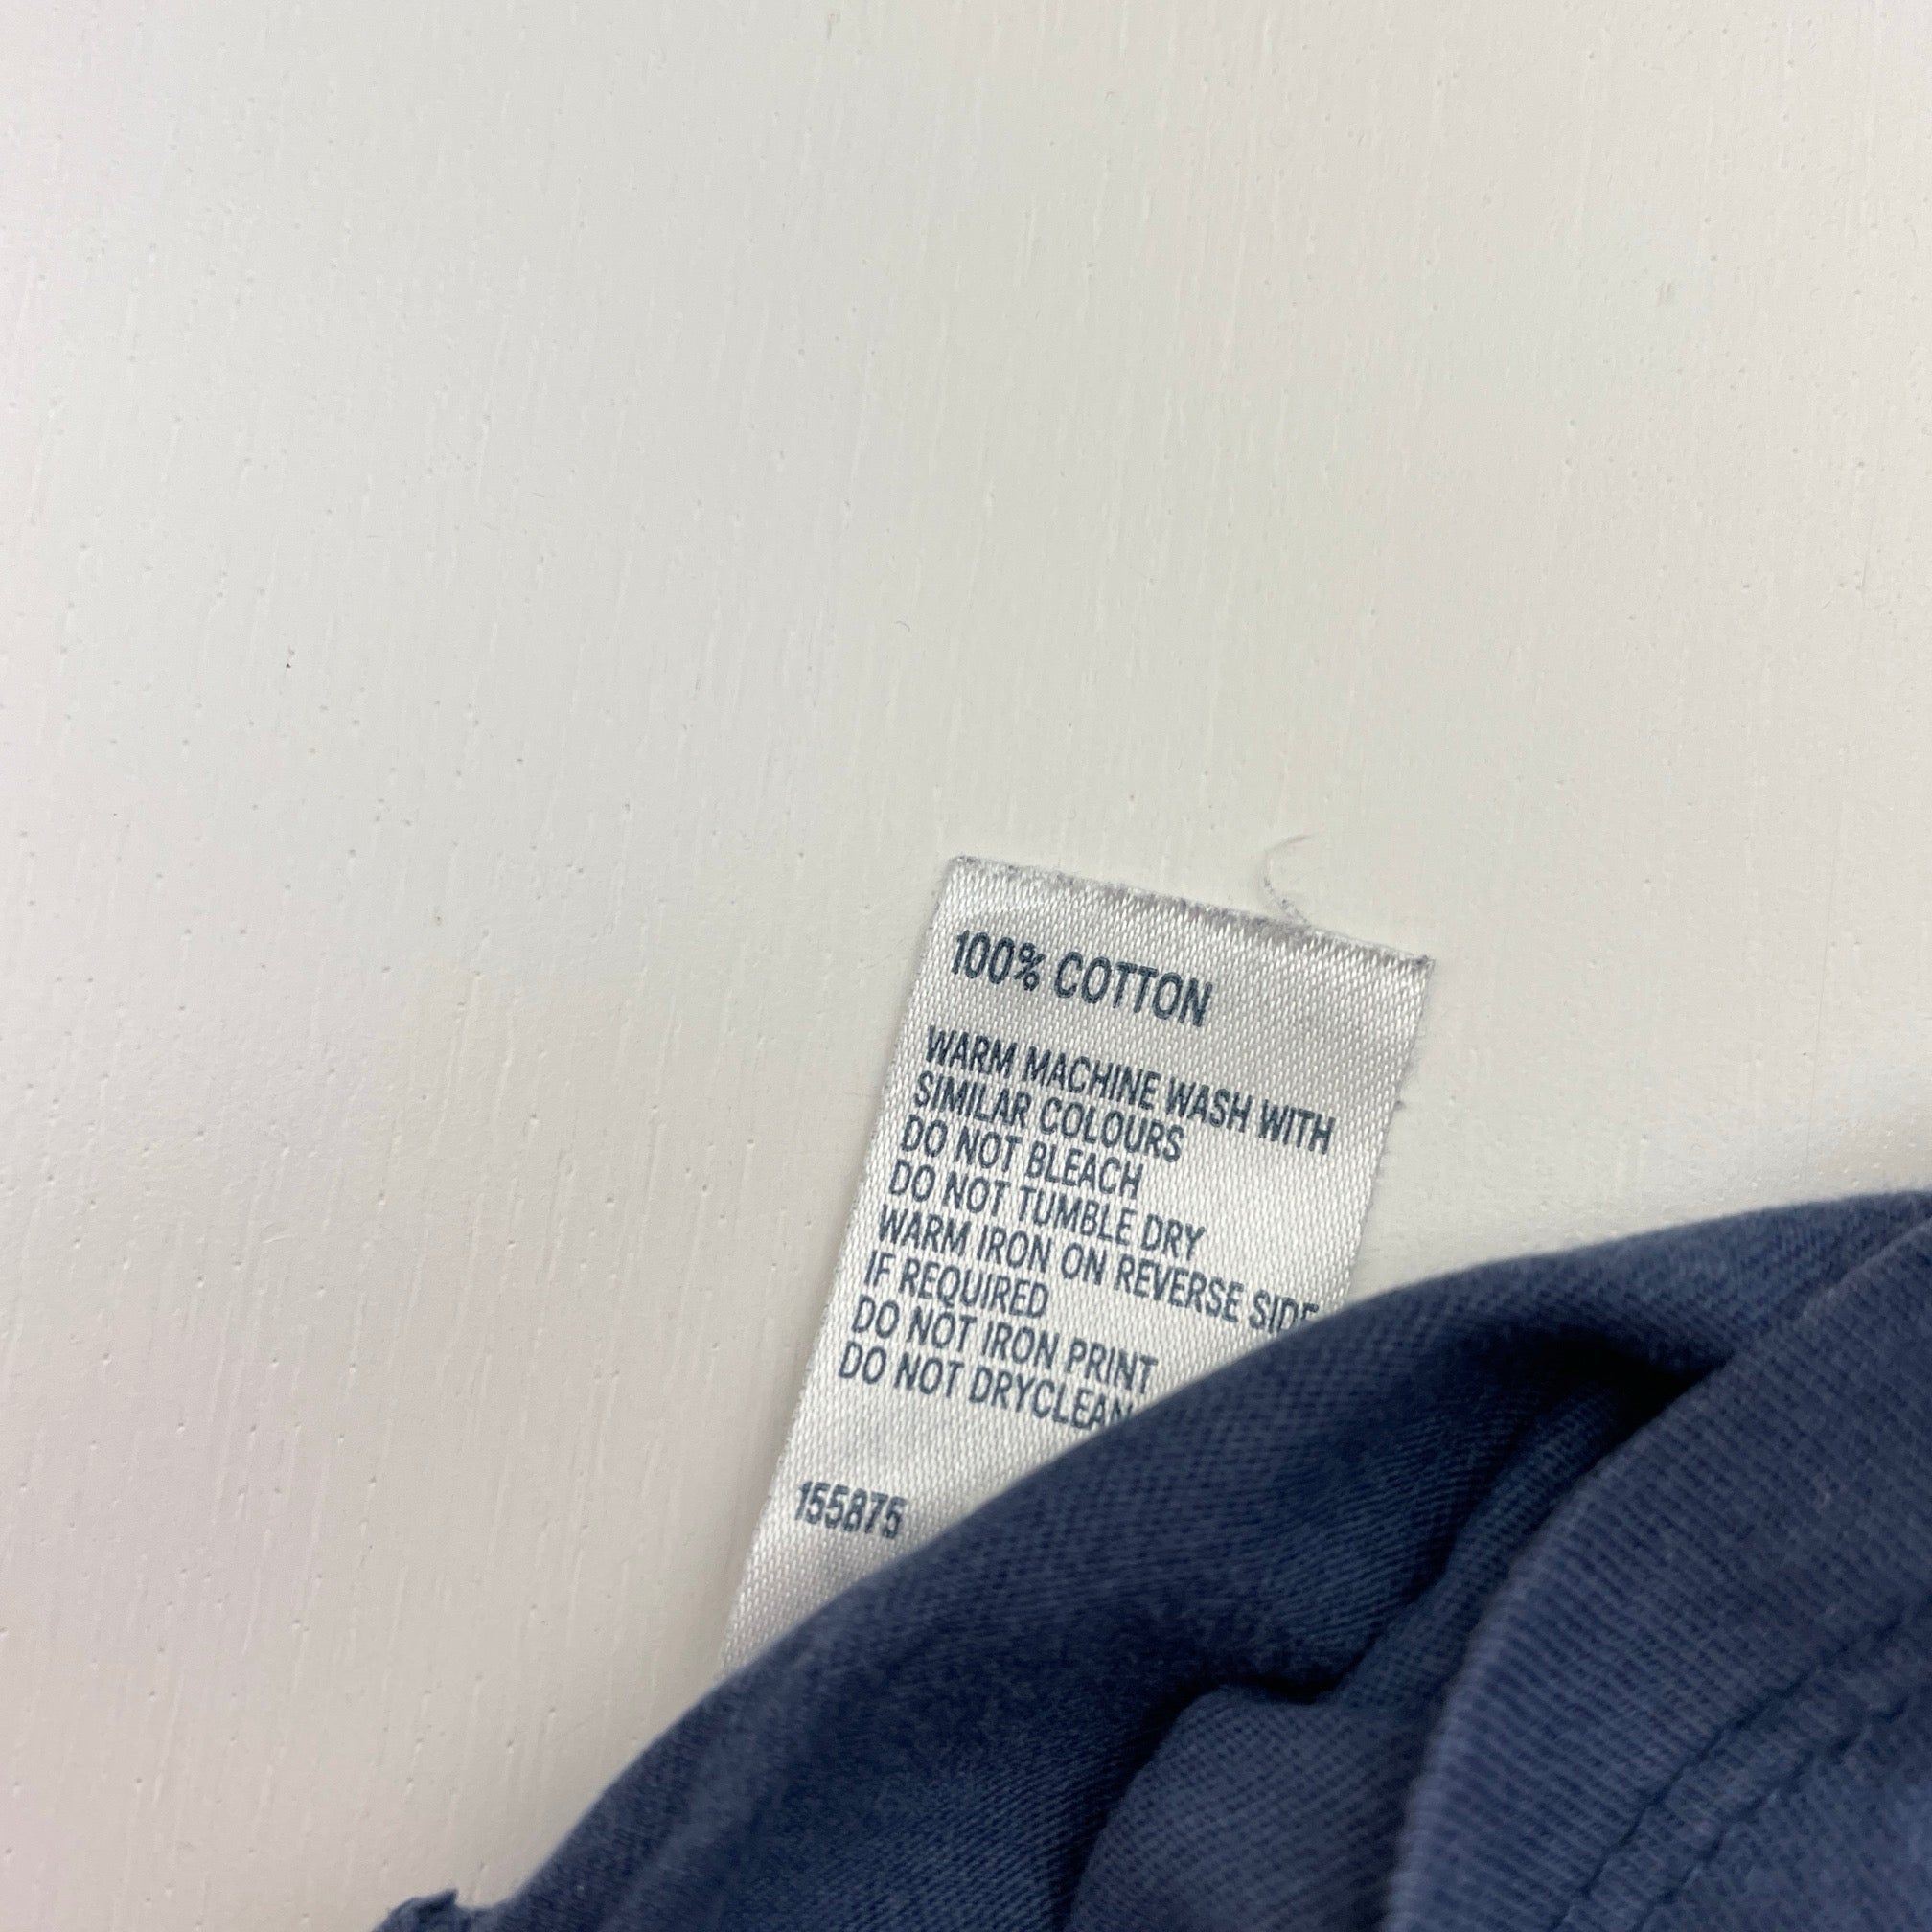 100% COTTON
WARM MACHINE WASH WITH
SIMILAR COLOURS
DO NOT BLEACH
DO NOT TUMBLE DRY
WARM IRON ON REVERSE SIDE
IF REQUIRED
DO NOT IRON PRINT
DO NOT DRYCLEAN
155875